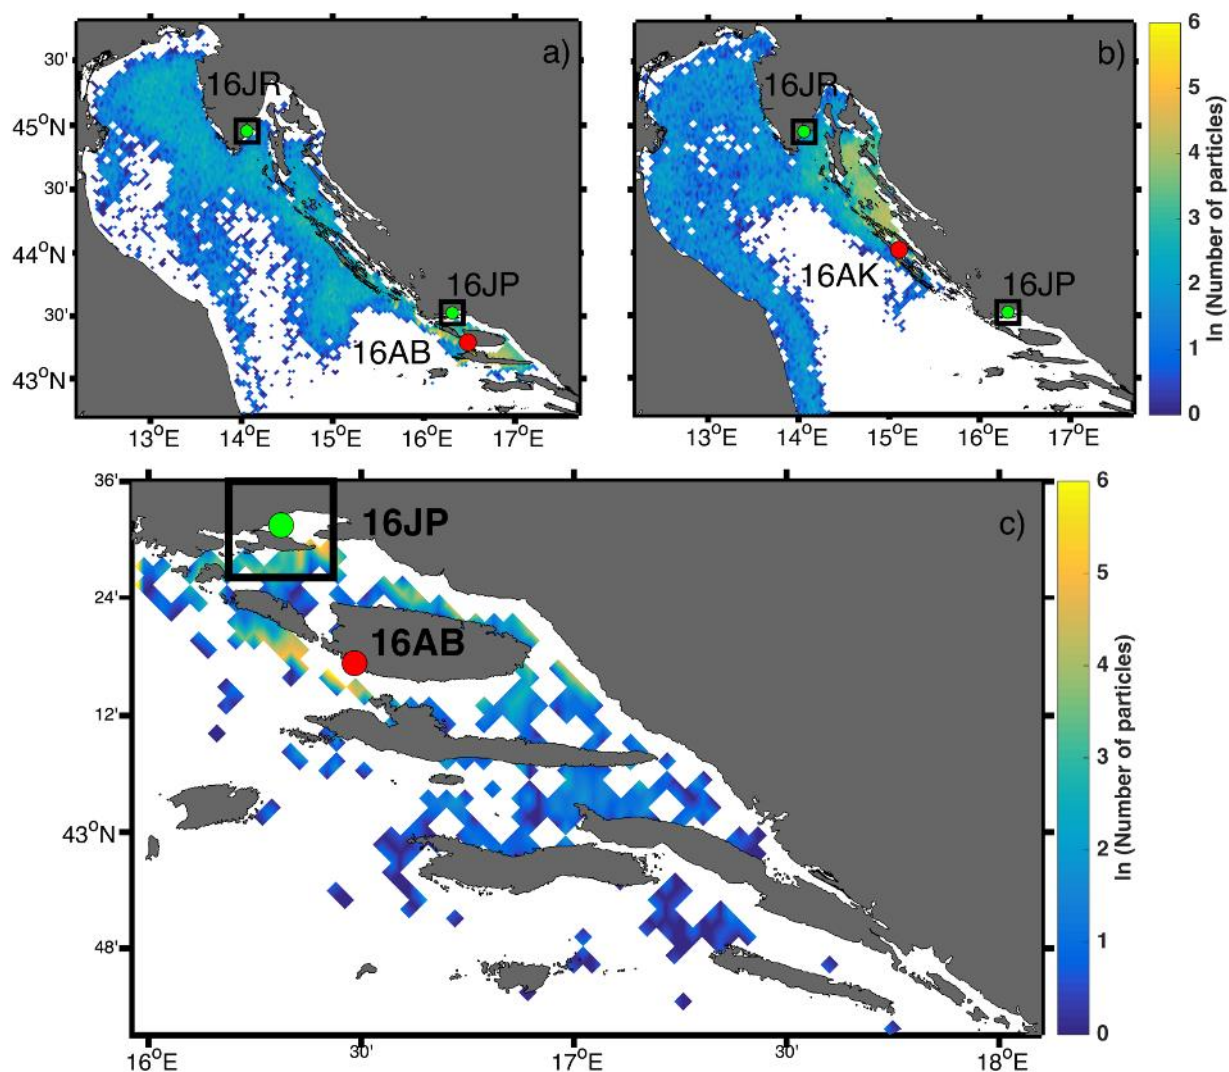 a)
b)
30'
16JR
16JR
45°N
30'
44°N
16JP
16JP
16AK
30'
16AB
43°N
13°E 14°E 15°E 16°E 17°E
13°E 14°E 15°E 16°E 17°E
6
5
4
3
2
1
0
ln (Number of particles)
36'
16JP
c)
24'
16AB
12'
43°N
48'
16°E 30' 17°E 30' 18°E
6
5
4
3
2
1
0
ln (Number of particles)